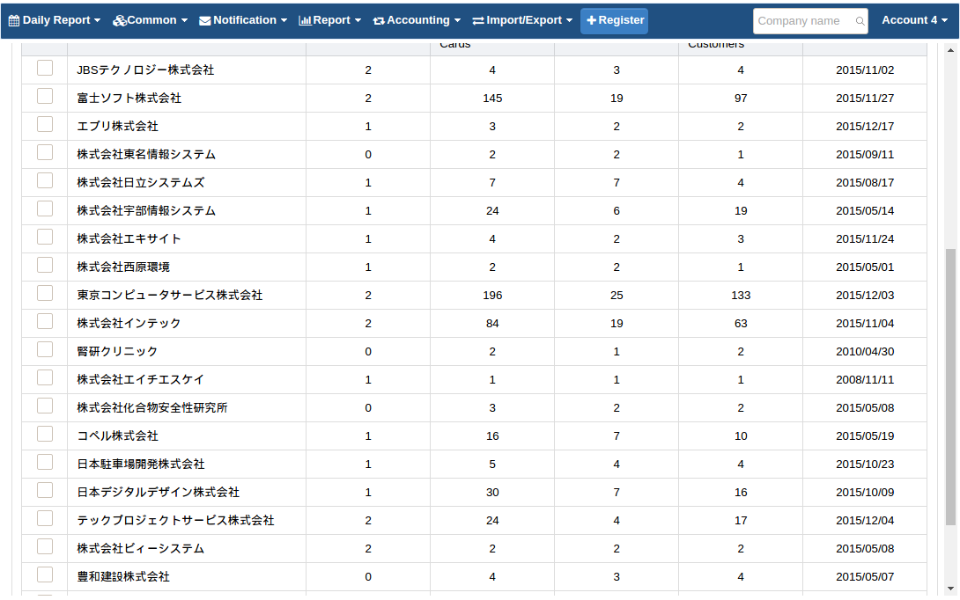 Daily Report Common Notification Report Accounting Import/Export Register Company name Account 4
Cards Customers
JBSテクノロジー株式会社 2 4 3 4 2015/11/02
富士ソフト株式会社 2 145 19 97 2015/11/27
エプリ株式会社 1 3 2 2 2015/12/17
株式会社東名情報システム 0 2 2 1 2015/09/11
株式会社日立システムズ 1 7 7 4 2015/08/17
株式会社宇部情報システム 1 24 6 19 2015/05/14
株式会社エキサイト 1 4 2 3 2015/11/24
株式会社西原環境 1 2 2 1 2015/05/01
東京コンピュータサービス株式会社 2 196 25 133 2015/12/03
株式会社インテック 2 84 19 63 2015/11/04
腎研クリニック 0 2 1 2 2010/04/30
株式会社エイチエスケイ 1 1 1 1 2008/11/11
株式会社化合物安全性研究所 0 3 2 2 2015/05/08
コペル株式会社 1 16 7 10 2015/05/19
日本駐車場開発株式会社 1 5 4 4 2015/10/23
日本デジタルデザイン株式会社 1 30 7 16 2015/10/09
テックプロジェクトサービス株式会社 2 24 4 17 2015/12/04
株式会社ビィーシステム 2 2 2 2 2015/05/08
豊和建設株式会社 0 4 3 4 2015/05/07